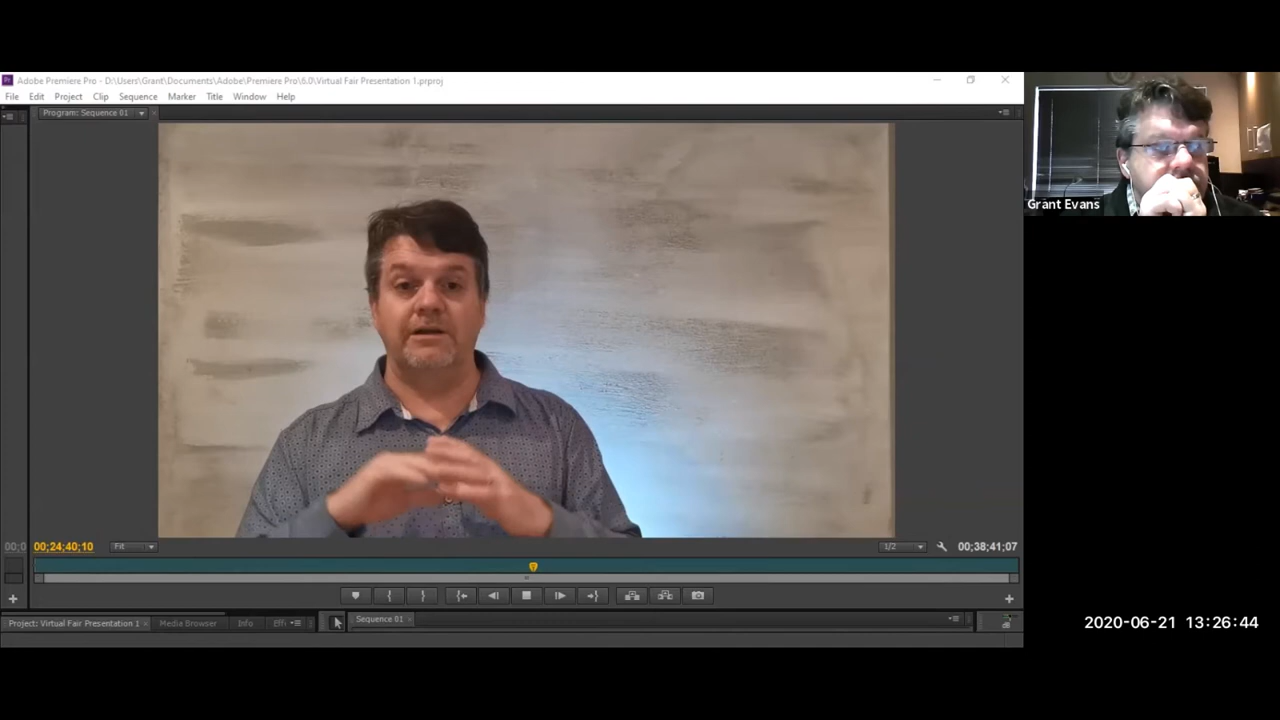 Adobe Premiere Pro - D:\Users\Grant\Documents\Adobe\Premiere Pro\6.0\Virtual Fair Presentation 1.prproj
File Edit Project Clip Sequence Marker Title Window Help
Program: Sequence 01
Grant Evans
00;0
00;24;40;10
Fit
1/2
00;38;41;07
Project: Virtual Fair Presentation 1
Media Browser
Info
Eff
Sequence 01
2020-06-21 13:26:44